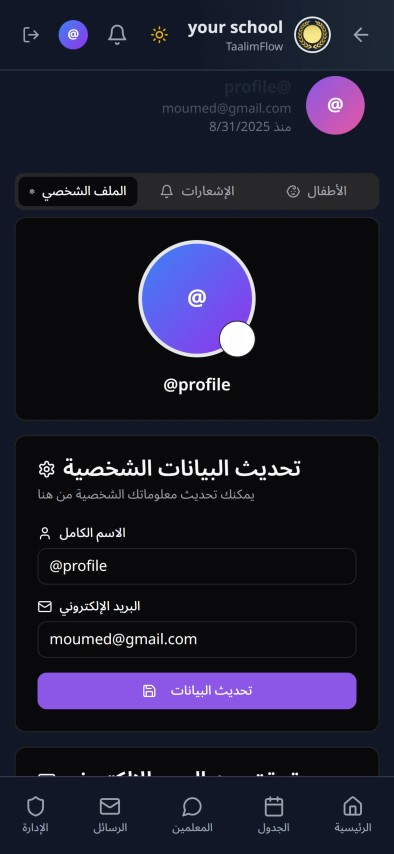 your school
TaalimFlow
@
@profile
moumed@gmail.com
منذ 8/31/2025
@
الأطفال
الإشعارات
الملف الشخصي
@
@profile
تحديث البيانات الشخصية
يمكنك تحديث معلوماتك الشخصية من هنا
الاسم الكامل
@profile
البريد الإلكتروني
moumed@gmail.com
تحديث البيانات
الرئيسية
الجدول
المعلمين
الرسائل
الإدارة